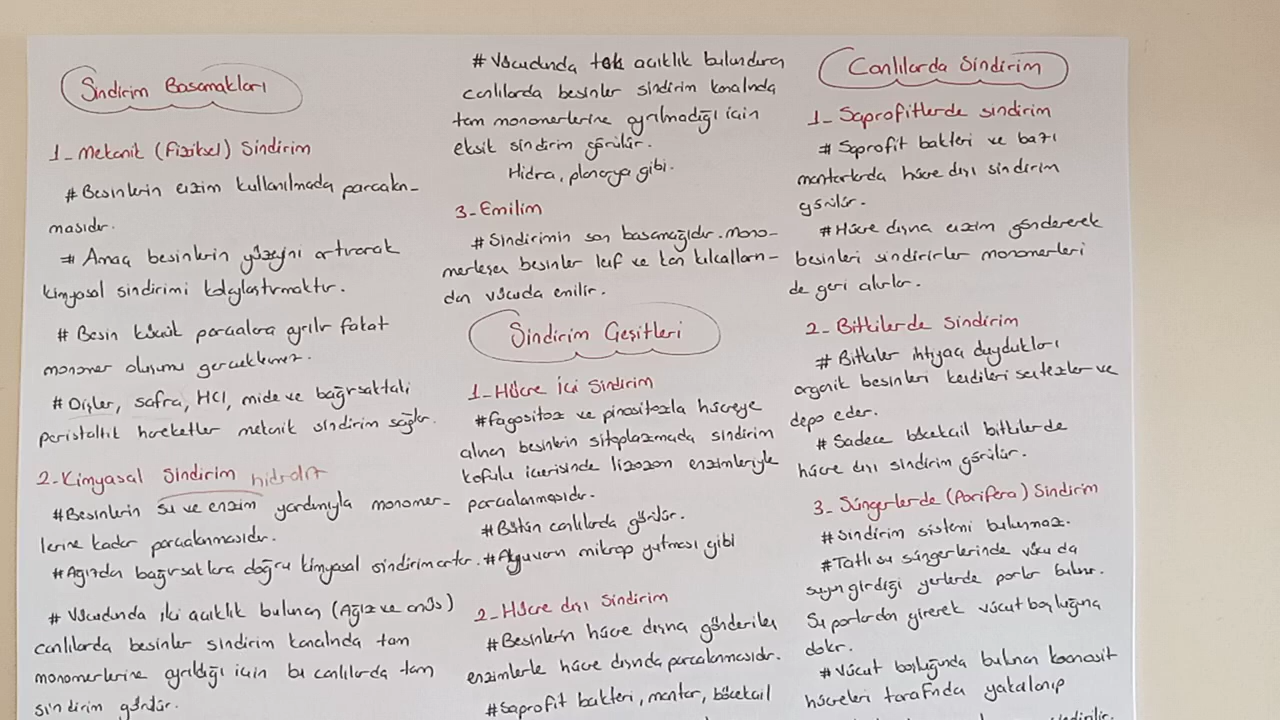 Sindirim Basamakları
1- Mekanik (Fiziksel) Sindirim
# Besinlerin enzim kullanılmada parçalan-
masıdır.
# Amaç besinlerin yüzeyini artırarak
kimyasal sindirimi kolaylaştırmaktır.
# Besin küçük parçalara ayrılır fakat
monomer oluşumu gerçekleşmez.
# Dişler, safra, HCl, mide ve bağırsaktaki
peristaltik hareketler mekanik sindirim sağlar.
2- Kimyasal Sindirim hidroliz
# Besinlerin su ve enzim yardımıyla monomer-
lerine kadar parçalanmasıdır.
# Ağızdan bağırsaklara doğru kimyasal sindirim artar.
# Vücudunda iki açıklık bulunan (Ağız ve anüs)
canlılarda besinler sindirim kanalında tam
monomerlerine ayrıldığı için bu canlılarda tam
sindirim görülür.
# Vücudunda tek açıklık bulunduran
canlılarda besinler sindirim kanalında
tam monomerlerine ayrılmadığı için
eksik sindirim görülür.
Hidra, planarya gibi.
3- Emilim
# Sindirimin son basamağıdır. Mono-
merleşen besinler lenf ve kan kılcalların-
dan vücuda emilir.
Sindirim Çeşitleri
1- Hücre İçi Sindirim
# Fagositoz ve pinositozla hücreye
alınan besinlerin sitoplazmada sindirim
kofulu içerisinde lizozom enzimleriyle
parçalanmasıdır.
# Bütün canlılarda görülür.
# Akyuvarın mikrop yutması gibi
2- Hücre dışı Sindirim
# Besinlerin hücre dışına gönderilen
enzimlerle hücre dışında parçalanmasıdır.
# Saprofit bakteri, mantar, böcekcil
Canlılarda Sindirim
1- Saprofitlerde sindirim
# Saprofit bakteri ve bazı
mantarlarda hücre dışı sindirim
görülür.
# Hücre dışına enzim göndererek
besinleri sindirirler monomerleri
de geri alırlar.
2- Bitkilerde Sindirim
# Bitkiler ihtiyaç duydukları
organik besinleri kendileri sentezler ve
depo eder.
# Sadece böcekcil bitkilerde
hücre dışı sindirim görülür.
3- Süngerlerde (Porifera) Sindirim
# Sindirim sistemi bulunmaz.
# Tatlı su süngerlerinde vücuda
suyun girdiği yerlerde porlar bulunur.
Su porlardan girerek vücut boşluğuna
dolar.
# Vücut boşluğunda bulunan koanosit
hücreleri tarafında yakalanıp